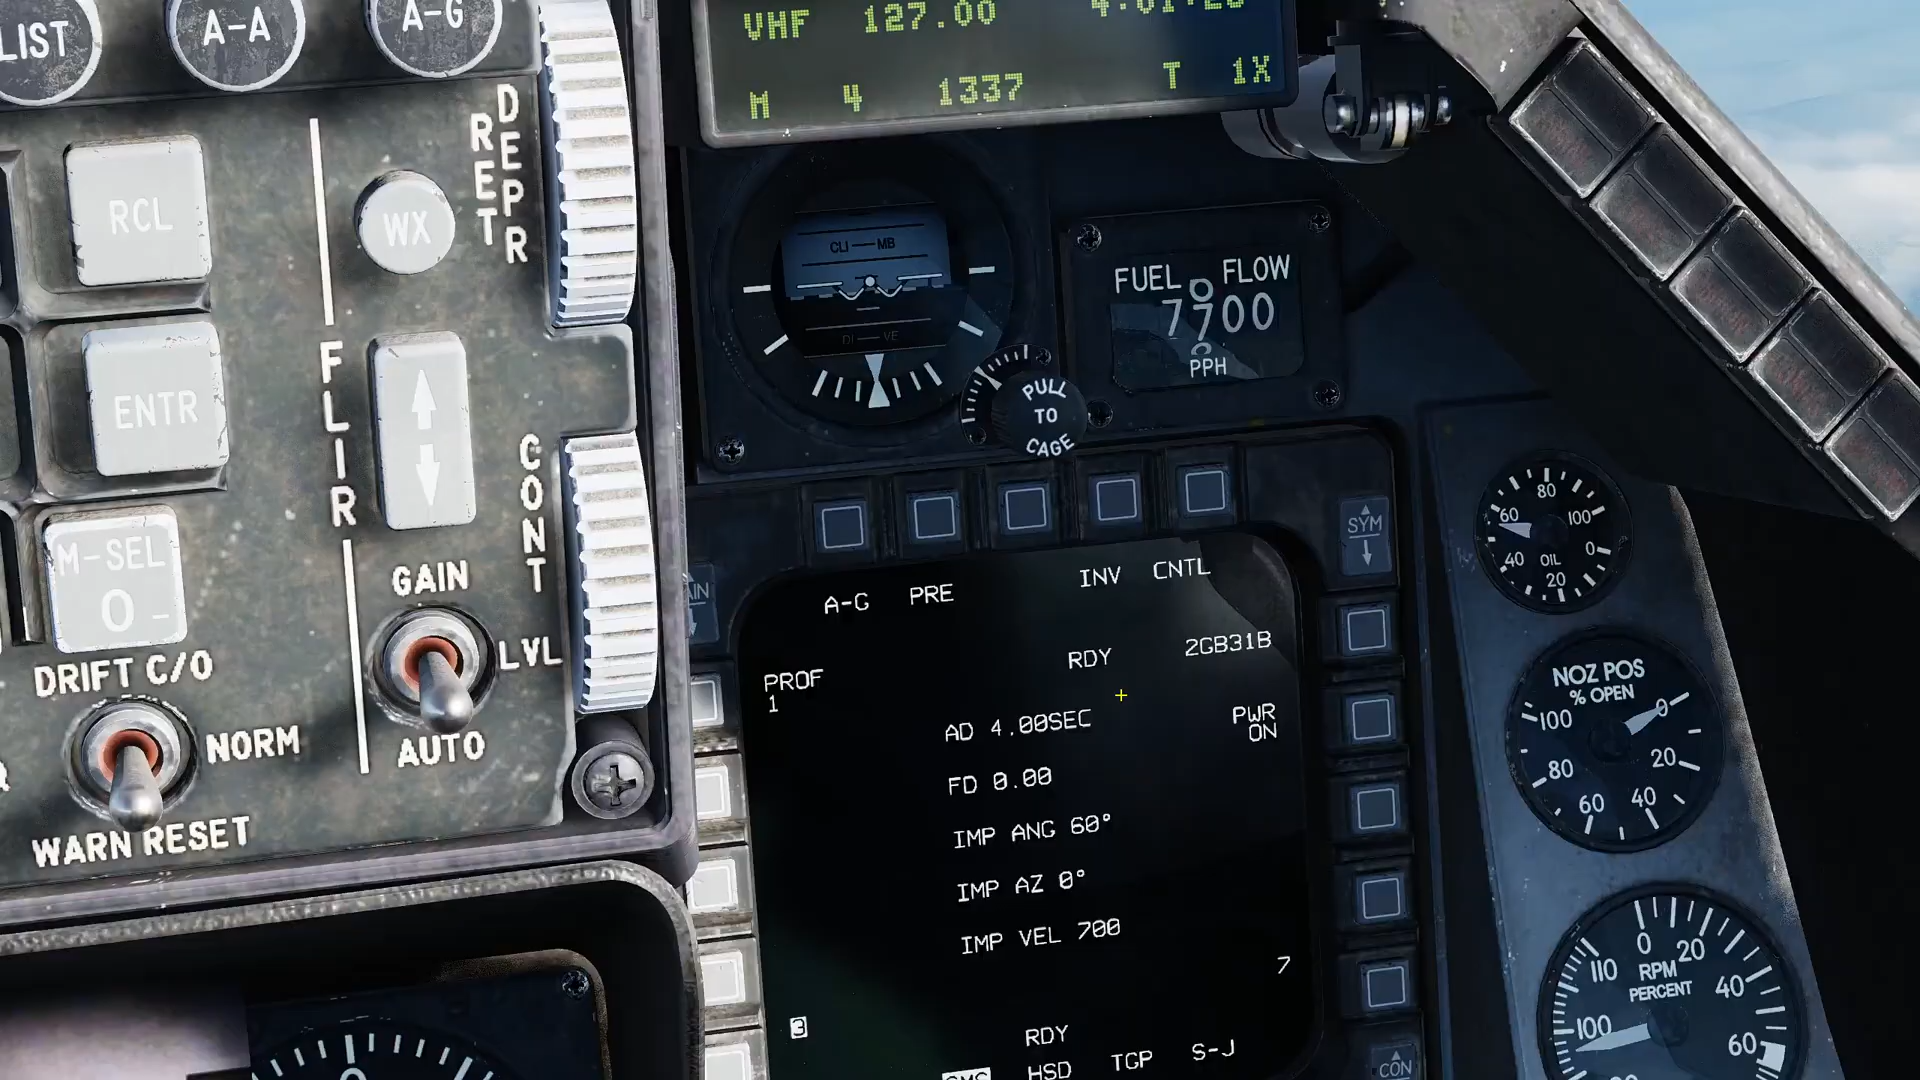 LIST
A-A
A-G
RCL
WX
RET
DEPR
ENTR
FLIR
CONT
M-SEL
0 -
GAIN
LVL
AUTO
DRIFT C/O
NORM
WARN RESET
VHF 127.00
M 4 1337 T 1X
CLI MB
DI VE
PULL
TO
CAGE
FUEL FLOW
7700
PPH
SYM
A-G PRE INV CNTL
RDY 2GB31B
PROF
1
AD 4.00SEC
PWR
ON
FD 0.00
IMP ANG 60°
IMP AZ 0°
IMP VEL 700
7
3
RDY
HSD TGP S-J
CON
80
60 100
40 OIL 0
20
NOZ POS
% OPEN
100 0
80 20
60 40
0 20
110 RPM 40
PERCENT
100 60